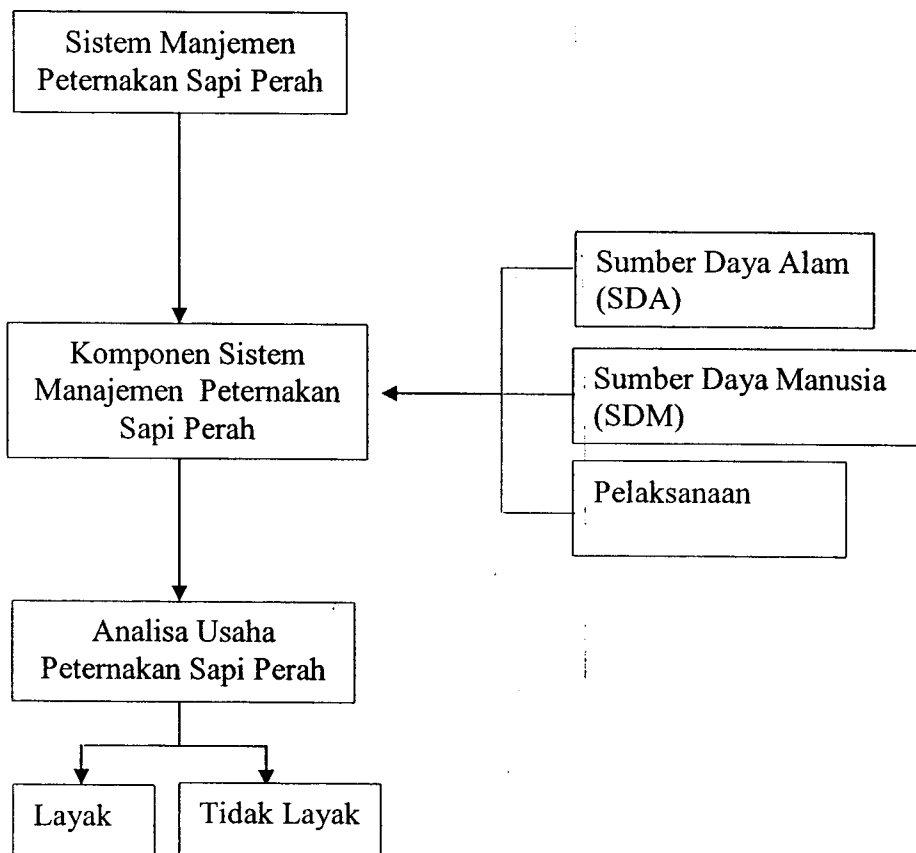 Sistem Manjemen
Peternakan Sapi Perah
Sumber Daya Alam
(SDA)
Komponen Sistem
Manajemen Peternakan
Sapi Perah
Sumber Daya Manusia
(SDM)
Pelaksanaan
Analisa Usaha
Peternakan Sapi Perah
Layak
Tidak Layak